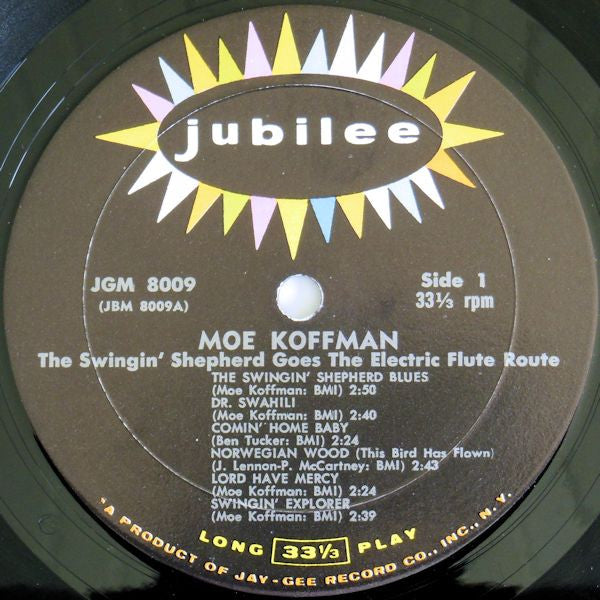 jubilee
JGM 8009
(JBM 8009A)
Side 1
33⅓ rpm
MOE KOFFMAN
The Swingin' Shepherd Goes The Electric Flute Route
THE SWINGIN' SHEPHERD BLUES
(Moe Koffman: BMI) 2:50
DR. SWAHILI
(Moe Koffman: BMI) 2:40
COMIN' HOME BABY
(Ben Tucker: BMI) 2:24
NORWEGIAN WOOD (This Bird Has Flown)
(J. Lennon-P. McCartney: BMI) 2:43
LORD HAVE MERCY
(Moe Koffman: BMI) 2:24
SWINGIN' EXPLORER
(Moe Koffman: BMI) 2:39
LONG 33⅓ PLAY
"A PRODUCT OF JAY-GEE RECORD CO., INC., N. Y.